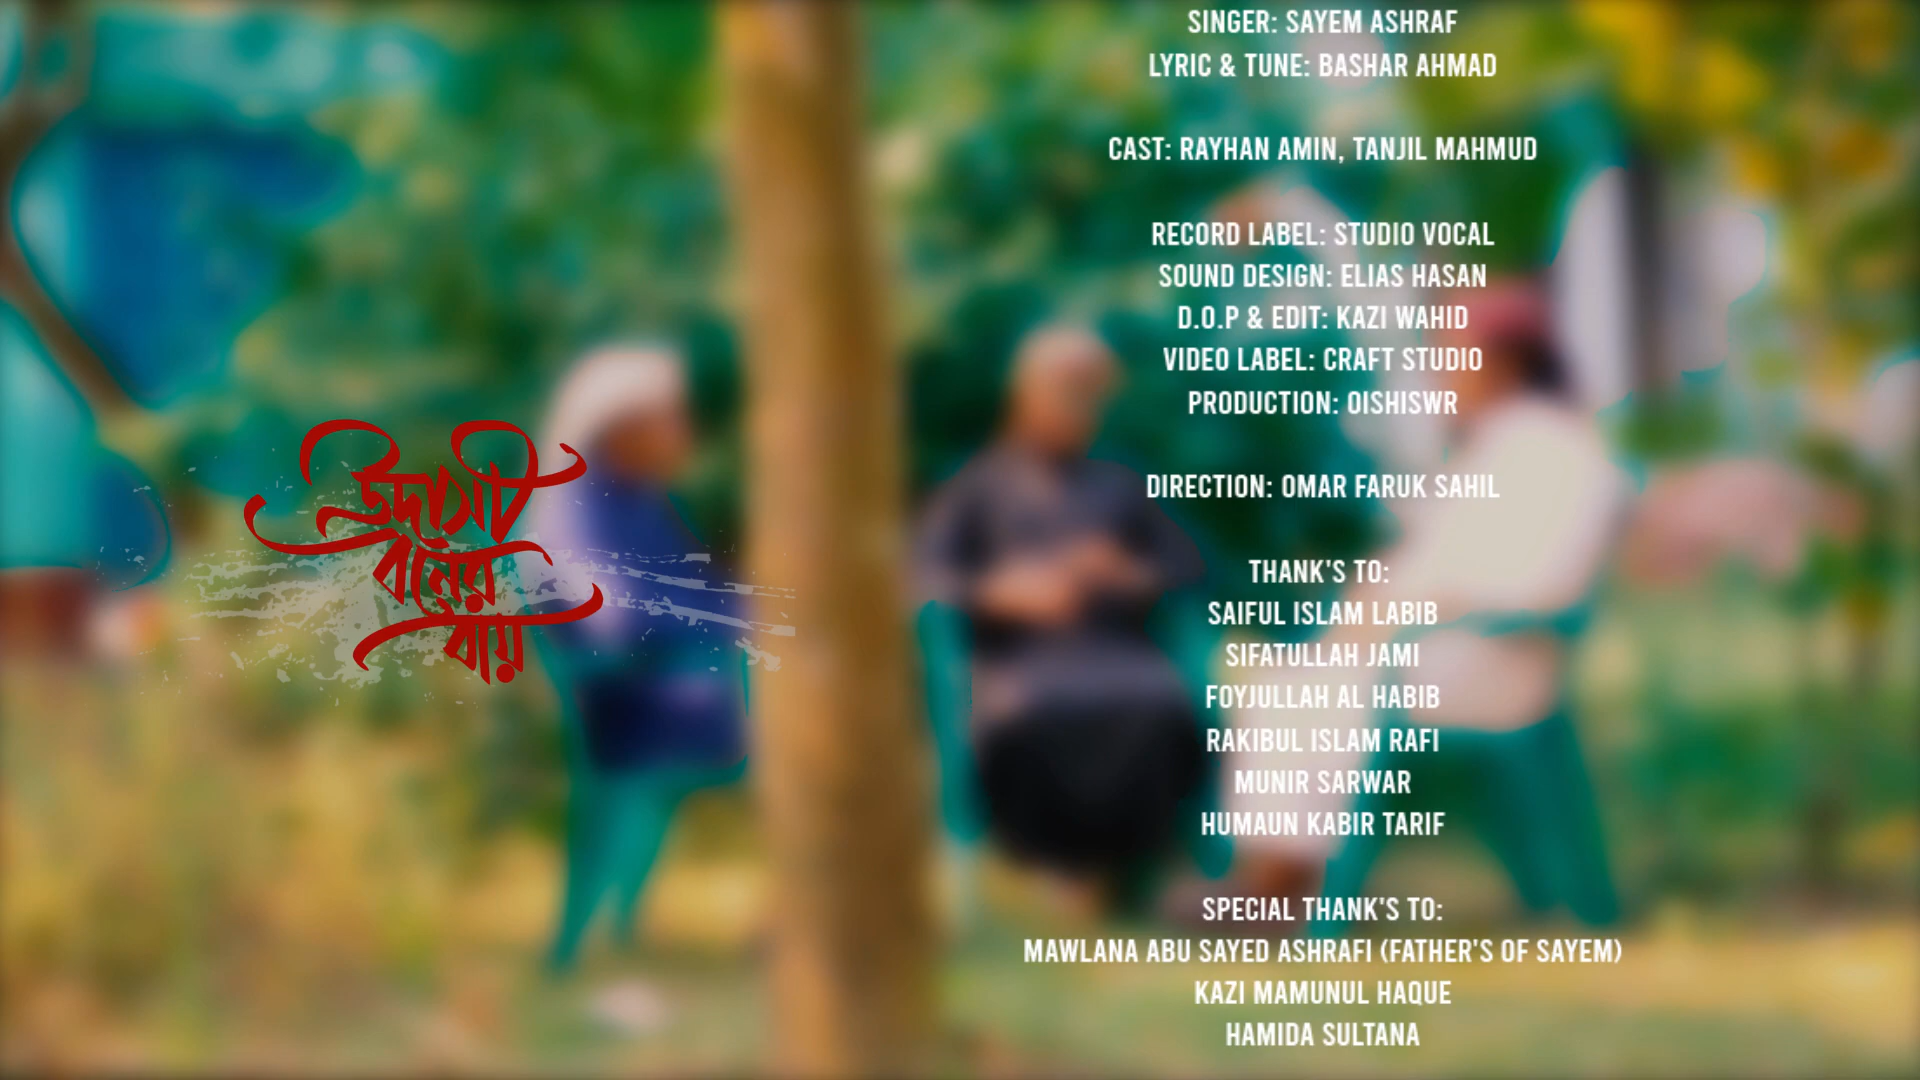 উদাসী
বনের
বায়
SINGER: SAYEM ASHRAF
LYRIC & TUNE: BASHAR AHMAD
CAST: RAYHAN AMIN, TANJIL MAHMUD
RECORD LABEL: STUDIO VOCAL
SOUND DESIGN: ELIAS HASAN
D.O.P & EDIT: KAZI WAHID
VIDEO LABEL: CRAFT STUDIO
PRODUCTION: OISHISWR
DIRECTION: OMAR FARUK SAHIL
THANK'S TO:
SAIFUL ISLAM LABIB
SIFATULLAH JAMI
FOYJULLAH AL HABIB
RAKIBUL ISLAM RAFI
MUNIR SARWAR
HUMAUN KABIR TARIF
SPECIAL THANK'S TO:
MAWLANA ABU SAYED ASHRAFI (FATHER'S OF SAYEM)
KAZI MAMUNUL HAQUE
HAMIDA SULTANA